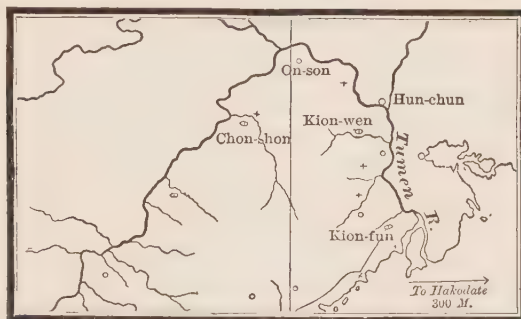 On-son
Hun-chun
Kion-wen
Chon-shon
Tumen R.
Kion-fun
To Hakodate
300 M.